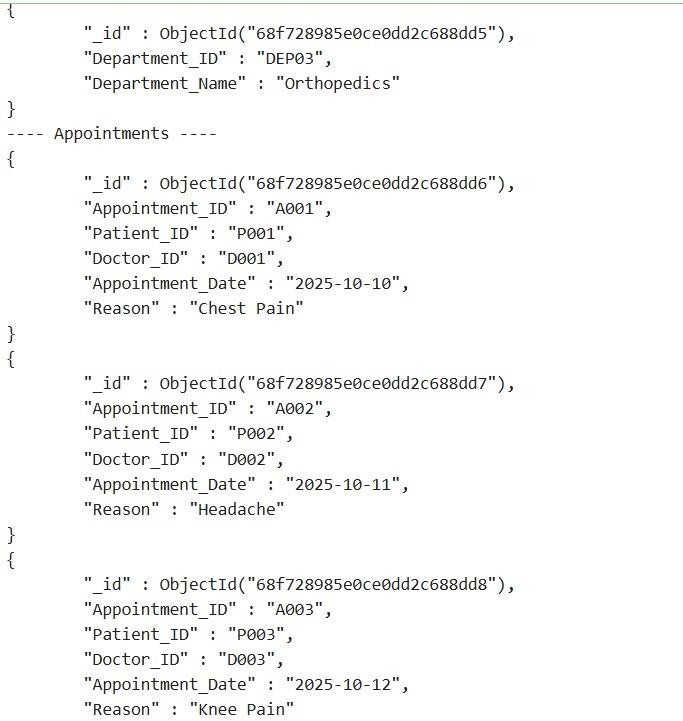 {
"_id" : ObjectId("68f728985e0ce0dd2c688dd5"),
"Department_ID" : "DEP03",
"Department_Name" : "Orthopedics"
}
---- Appointments ----
{
"_id" : ObjectId("68f728985e0ce0dd2c688dd6"),
"Appointment_ID" : "A001",
"Patient_ID" : "P001",
"Doctor_ID" : "D001",
"Appointment_Date" : "2025-10-10",
"Reason" : "Chest Pain"
}
{
"_id" : ObjectId("68f728985e0ce0dd2c688dd7"),
"Appointment_ID" : "A002",
"Patient_ID" : "P002",
"Doctor_ID" : "D002",
"Appointment_Date" : "2025-10-11",
"Reason" : "Headache"
}
{
"_id" : ObjectId("68f728985e0ce0dd2c688dd8"),
"Appointment_ID" : "A003",
"Patient_ID" : "P003",
"Doctor_ID" : "D003",
"Appointment_Date" : "2025-10-12",
"Reason" : "Knee Pain"